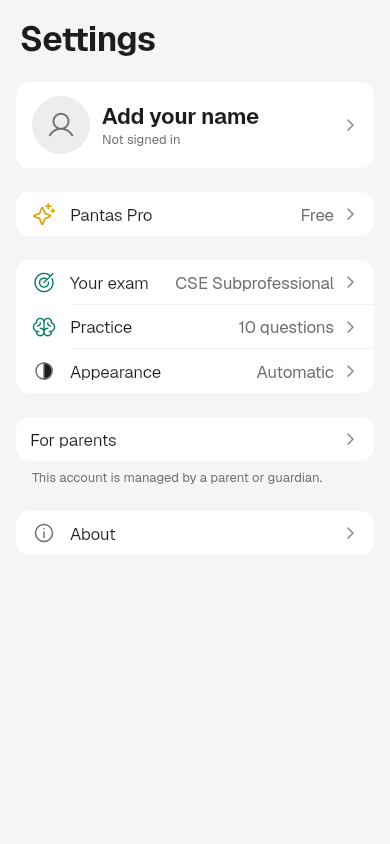 Settings
Add your name
Not signed in
Pantas Pro Free
Your exam CSE Subprofessional
Practice 10 questions
Appearance Automatic
For parents
This account is managed by a parent or guardian.
About